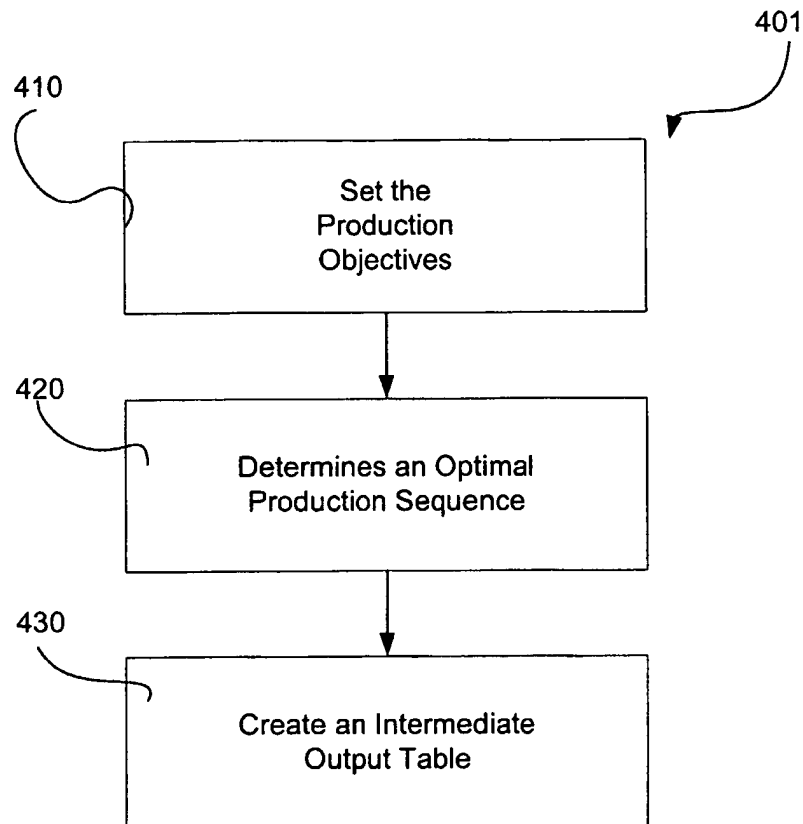 401
410
Set the
Production
Objectives
420
Determines an Optimal
Production Sequence
430
Create an Intermediate
Output Table